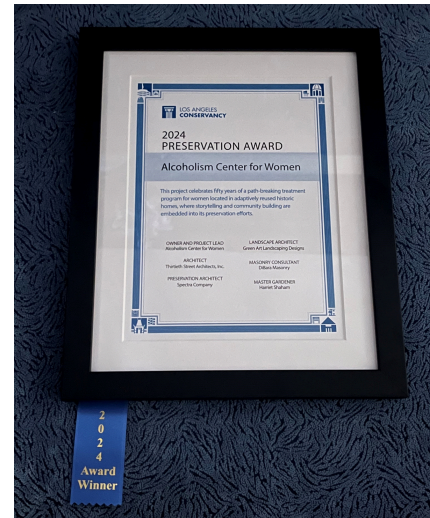 LOS ANGELES
CONSERVANCY
2024
PRESERVATION AWARD
Alcoholism Center for Women
This project celebrates fifty years of a path-breaking treatment
program for women located in adaptively reused historic
homes, where storytelling and community building are
embedded into its preservation efforts.
OWNER AND PROJECT LEAD
Alcoholism Center for Women
ARCHITECT
Thirtieth Street Architects, Inc.
PRESERVATION ARCHITECT
Spectra Company
LANDSCAPE ARCHITECT
Green Art Landscaping Designs
MASONRY CONSULTANT
DiBara Masonry
MASTER GARDENER
Harriet Shaham
2
0
2
4
Award
Winner